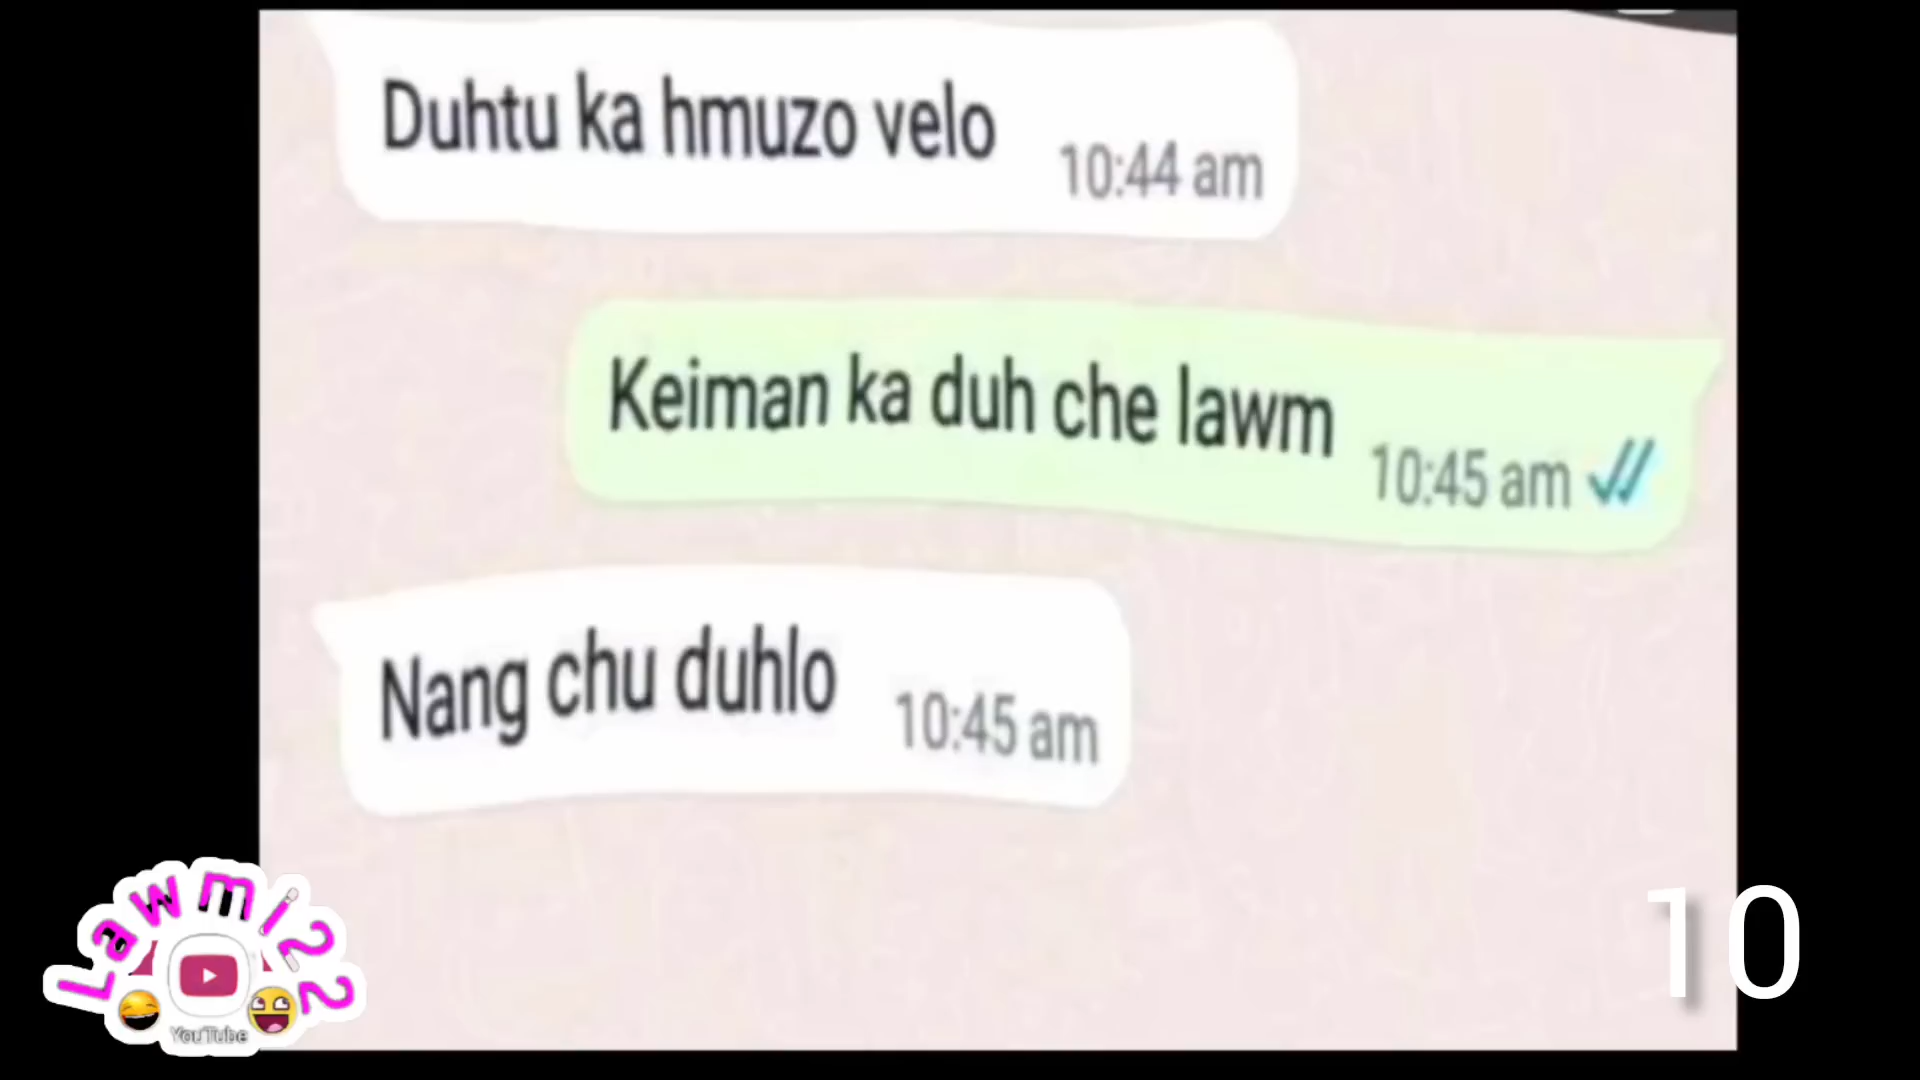 Duhtu ka hmuzo velo
10:44 am
Keiman ka duh che lawm
10:45 am
Nang chu duhlo
10:45 am
Lawmi22
YouTube
10